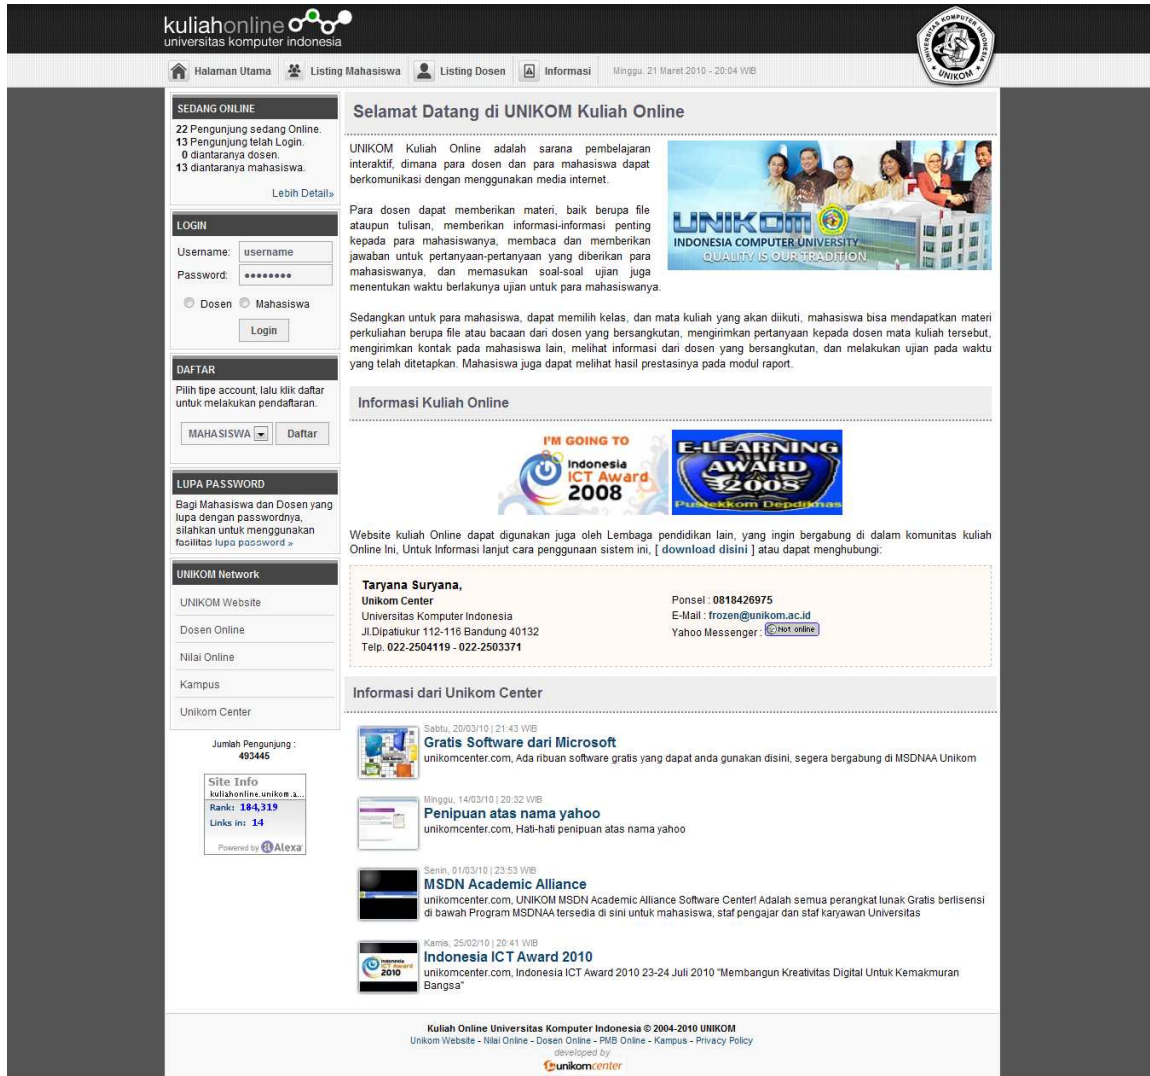 kuliahonline
universitas komputer indonesia
UNIVERSITAS KOMPUTER INDONESIA
UNIKOM
Halaman Utama
Listing Mahasiswa
Listing Dosen
Informasi
Minggu. 21 Maret 2010 - 20:04 WIB
SEDANG ONLINE
22 Pengunjung sedang Online.
13 Pengunjung telah Login.
0 diantaranya dosen.
13 diantaranya mahasiswa.
Lebih Detail»
LOGIN
Username: username
Password:
Dosen Mahasiswa
Login
DAFTAR
Pilih tipe account, lalu klik daftar
untuk melakukan pendaftaran.
MAHASISWA Daftar
LUPA PASSWORD
Bagi Mahasiswa dan Dosen yang
lupa dengan passwordnya,
silahkan untuk menggunakan
fasilitas lupa password »
UNIKOM Network
UNIKOM Website
Dosen Online
Nilai Online
Kampus
Unikom Center
Jumlah Pengunjung :
493445
Site Info
kuliahonline.unikom.a...
Rank: 184,319
Links in: 14
Powered by Alexa
Selamat Datang di UNIKOM Kuliah Online
UNIKOM Kuliah Online adalah sarana pembelajaran
interaktif, dimana para dosen dan para mahasiswa dapat
berkomunikasi dengan menggunakan media internet.
Para dosen dapat memberikan materi, baik berupa file
ataupun tulisan, memberikan informasi-informasi penting
kepada para mahasiswanya, membaca dan memberikan
jawaban untuk pertanyaan-pertanyaan yang diberikan para
mahasiswanya, dan memasukan soal-soal ujian juga
menentukan waktu berlakunya ujian untuk para mahasiswanya.
UNIKOM
INDONESIA COMPUTER UNIVERSITY
QUALITY IS OUR TRADITION
Sedangkan untuk para mahasiswa, dapat memilih kelas, dan mata kuliah yang akan diikuti, mahasiswa bisa mendapatkan materi
perkuliahan berupa file atau bacaan dari dosen yang bersangkutan, mengirimkan pertanyaan kepada dosen mata kuliah tersebut,
mengirimkan kontak pada mahasiswa lain, melihat informasi dari dosen yang bersangkutan, dan melakukan ujian pada waktu
yang telah ditetapkan. Mahasiswa juga dapat melihat hasil prestasinya pada modul raport.
Informasi Kuliah Online
I'M GOING TO
Indonesia
ICT Award
2008
E-LEARNING
AWARD
2008
Pustekkom Depdiknas
Website kuliah Online dapat digunakan juga oleh Lembaga pendidikan lain, yang ingin bergabung di dalam komunitas kuliah
Online Ini, Untuk Informasi lanjut cara penggunaan sistem ini, [ download disini ] atau dapat menghubungi:
Taryana Suryana,
Unikom Center
Universitas Komputer Indonesia
Jl.Dipatiukur 112-116 Bandung 40132
Telp. 022-2504119 - 022-2503371
Ponsel : 0818426975
E-Mail : frozen@unikom.ac.id
Yahoo Messenger : Not online
Informasi dari Unikom Center
Sabtu, 20/03/10 | 21:43 WIB
Gratis Software dari Microsoft
unikomcenter.com, Ada ribuan software gratis yang dapat anda gunakan disini, segera bergabung di MSDNAA Unikom
Minggu, 14/03/10 | 20:32 WIB
Penipuan atas nama yahoo
unikomcenter.com, Hati-hati penipuan atas nama yahoo
Senin, 01/03/10 | 23:53 WIB
MSDN Academic Alliance
unikomcenter.com, UNIKOM MSDN Academic Alliance Software Center! Adalah semua perangkat lunak Gratis berlisensi
di bawah Program MSDNAA tersedia di sini untuk mahasiswa, staf pengajar dan staf karyawan Universitas
Indonesia
ICT Award
2010
Kamis, 25/02/10 | 20:41 WIB
Indonesia ICT Award 2010
unikomcenter.com, Indonesia ICT Award 2010 23-24 Juli 2010 "Membangun Kreativitas Digital Untuk Kemakmuran
Bangsa"
Kuliah Online Universitas Komputer Indonesia © 2004-2010 UNIKOM
Unikom Website - Nilai Online - Dosen Online - PMB Online - Kampus - Privacy Policy
developed by
unikomcenter